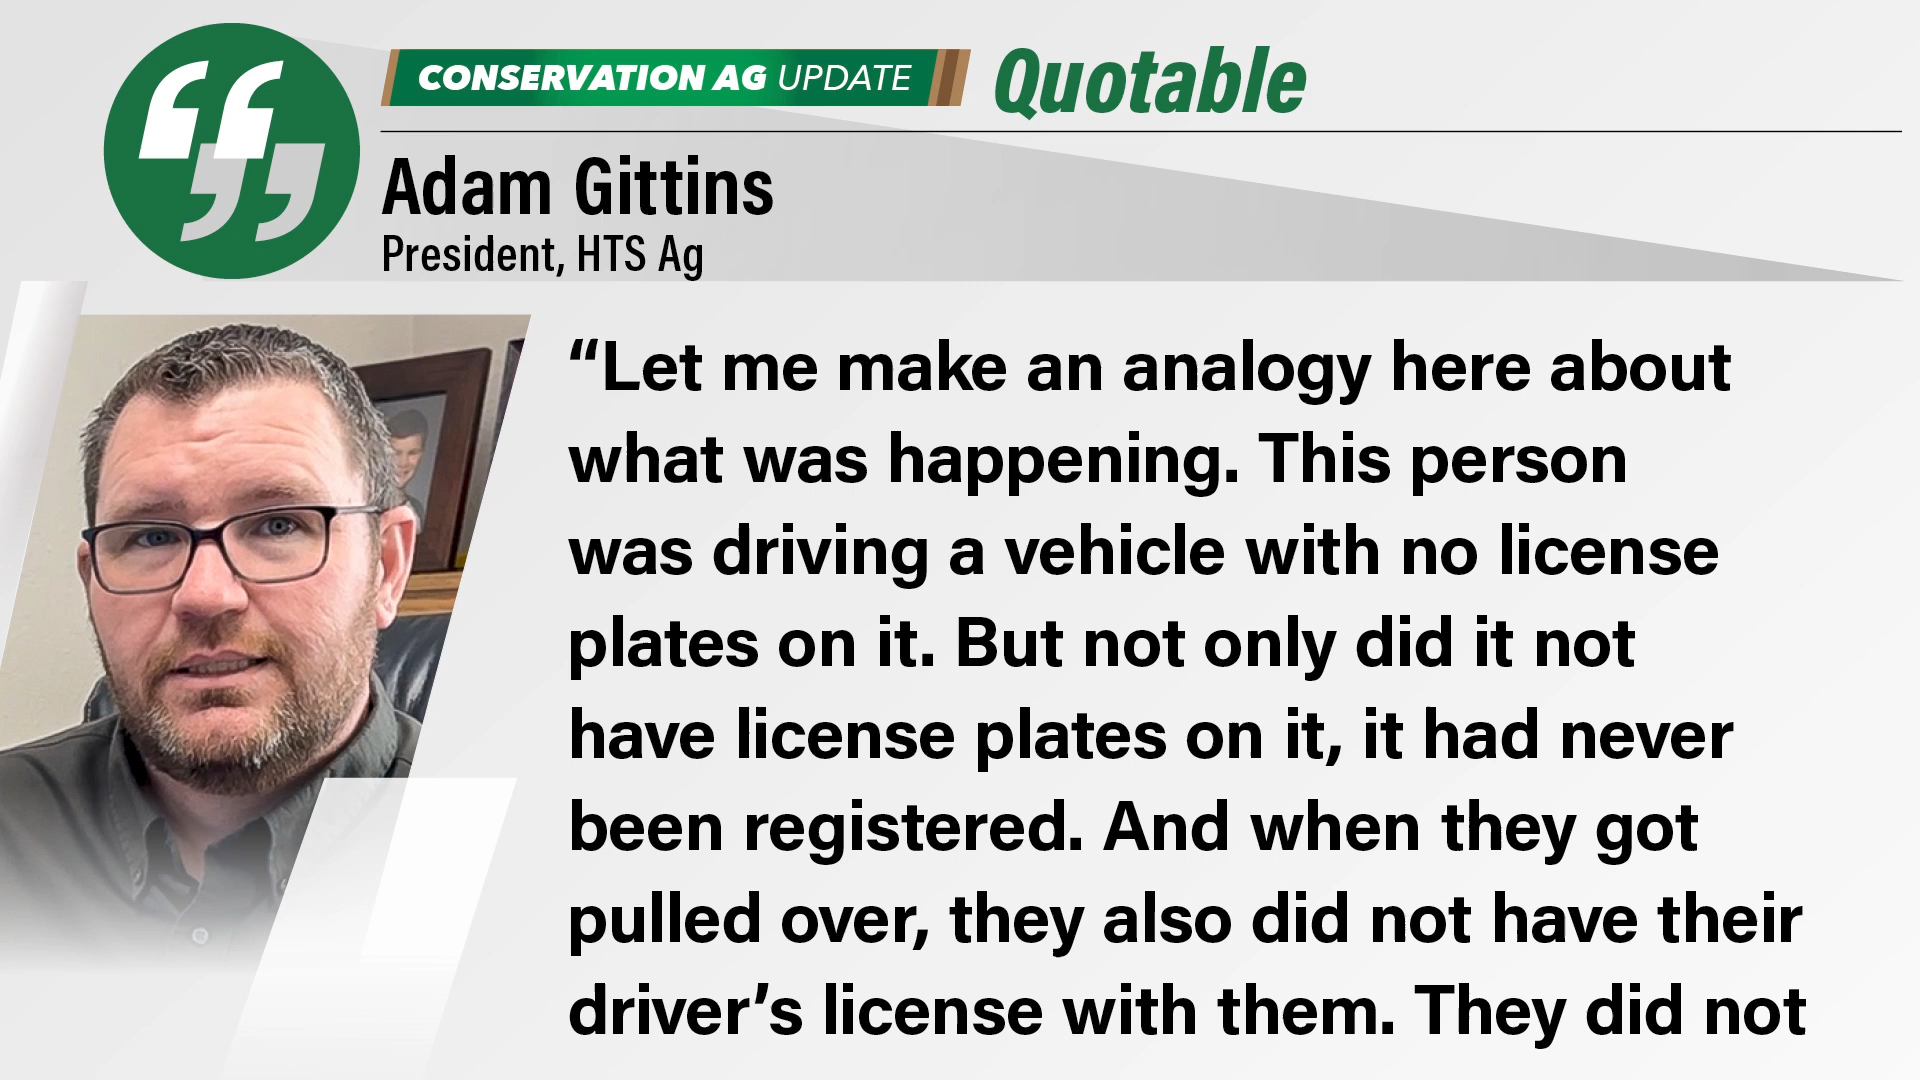 CONSERVATION AG UPDATE Quotable
Adam Gittins
President, HTS Ag
“Let me make an analogy here about
what was happening. This person
was driving a vehicle with no license
plates on it. But not only did it not
have license plates on it, it had never
been registered. And when they got
pulled over, they also did not have their
driver’s license with them. They did not